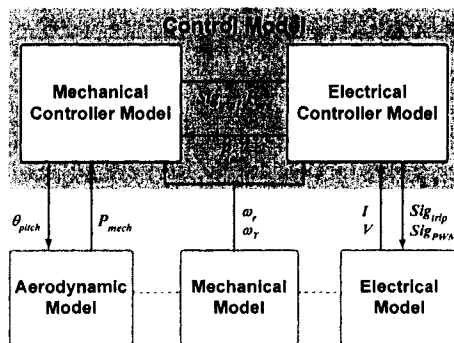 Control Model
Mechanical
Controller Model
Electrical
Controller Model
θpitch
Pmech
ωr
ωT
I
V
Sigtrip
SigPWM
Aerodynamic
Model
Mechanical
Model
Electrical
Model